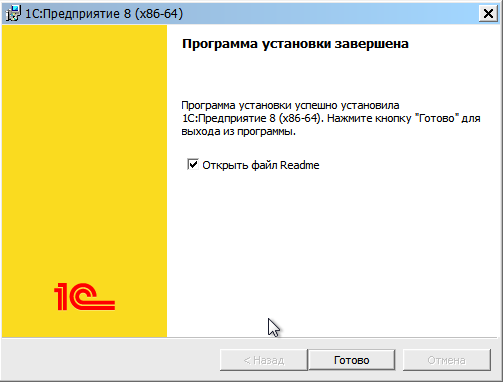 1С:Предприятие 8 (x86-64)
Программа установки завершена
Программа установки успешно установила
1С:Предприятие 8 (x86-64). Нажмите кнопку "Готово" для
выхода из программы.
Открыть файл Readme
1С
< Назад
Готово
Отмена